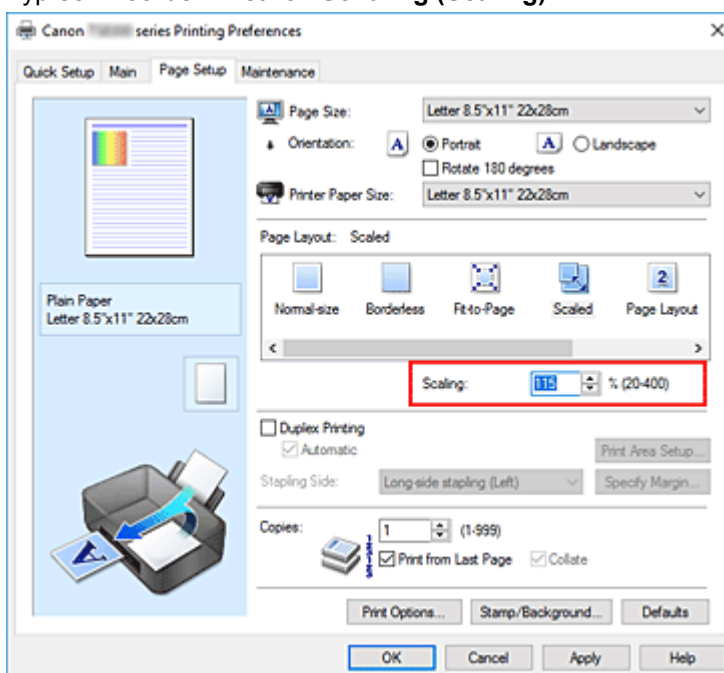 Canon series Printing Preferences
Quick Setup Main Page Setup Maintenance
Page Size: Letter 8.5"x11" 22x28cm
Orientation: A Portrait A Landscape
Rotate 180 degrees
Printer Paper Size: Letter 8.5"x11" 22x28cm
Page Layout: Scaled
Normal-size Borderless Fit-to-Page Scaled Page Layout
Plain Paper
Letter 8.5"x11" 22x28cm
Scaling: 115 % (20-400)
Duplex Printing
Automatic Print Area Setup...
Stapling Side: Long-side stapling (Left) Specify Margin...
Copies: 1 (1-999)
Print from Last Page Collate
Print Options... Stamp/Background... Defaults
OK Cancel Apply Help